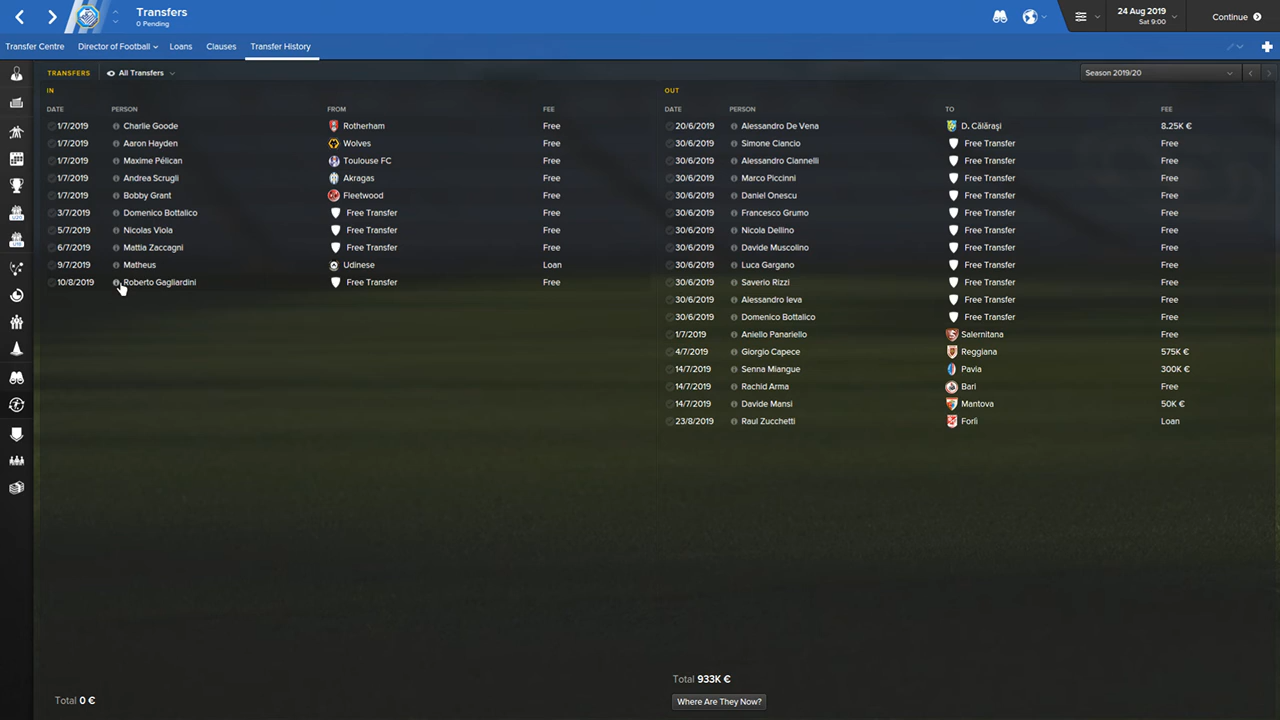 Transfers
0 Pending
24 Aug 2019
Sat 9:00
Continue
Transfer Centre Director of Football Loans Clauses Transfer History
TRANSFERS All Transfers
Season 2019/20
IN
DATE PERSON FROM FEE
1/7/2019 Charlie Goode Rotherham Free
1/7/2019 Aaron Hayden Wolves Free
1/7/2019 Maxime Pélican Toulouse FC Free
1/7/2019 Andrea Scrugli Akragas Free
1/7/2019 Bobby Grant Fleetwood Free
3/7/2019 Domenico Bottalico Free Transfer Free
5/7/2019 Nicolas Viola Free Transfer Free
6/7/2019 Mattia Zaccagni Free Transfer Free
9/7/2019 Matheus Udinese Loan
10/8/2019 Roberto Gagliardini Free Transfer Free
Total 0 €
OUT
DATE PERSON TO FEE
20/6/2019 Alessandro De Vena D. Călăraşi 8.25K €
30/6/2019 Simone Ciancio Free Transfer Free
30/6/2019 Alessandro Ciannelli Free Transfer Free
30/6/2019 Marco Piccinni Free Transfer Free
30/6/2019 Daniel Onescu Free Transfer Free
30/6/2019 Francesco Grumo Free Transfer Free
30/6/2019 Nicola Dellino Free Transfer Free
30/6/2019 Davide Muscolino Free Transfer Free
30/6/2019 Luca Gargano Free Transfer Free
30/6/2019 Saverio Rizzi Free Transfer Free
30/6/2019 Alessandro Ieva Free Transfer Free
30/6/2019 Domenico Bottalico Free Transfer Free
1/7/2019 Aniello Panariello Salernitana Free
4/7/2019 Giorgio Capece Reggiana 575K €
14/7/2019 Senna Miangue Pavia 300K €
14/7/2019 Rachid Arma Bari Free
14/7/2019 Davide Mansi Mantova 50K €
23/8/2019 Raul Zucchetti Forlì Loan
Total 933K €
Where Are They Now?